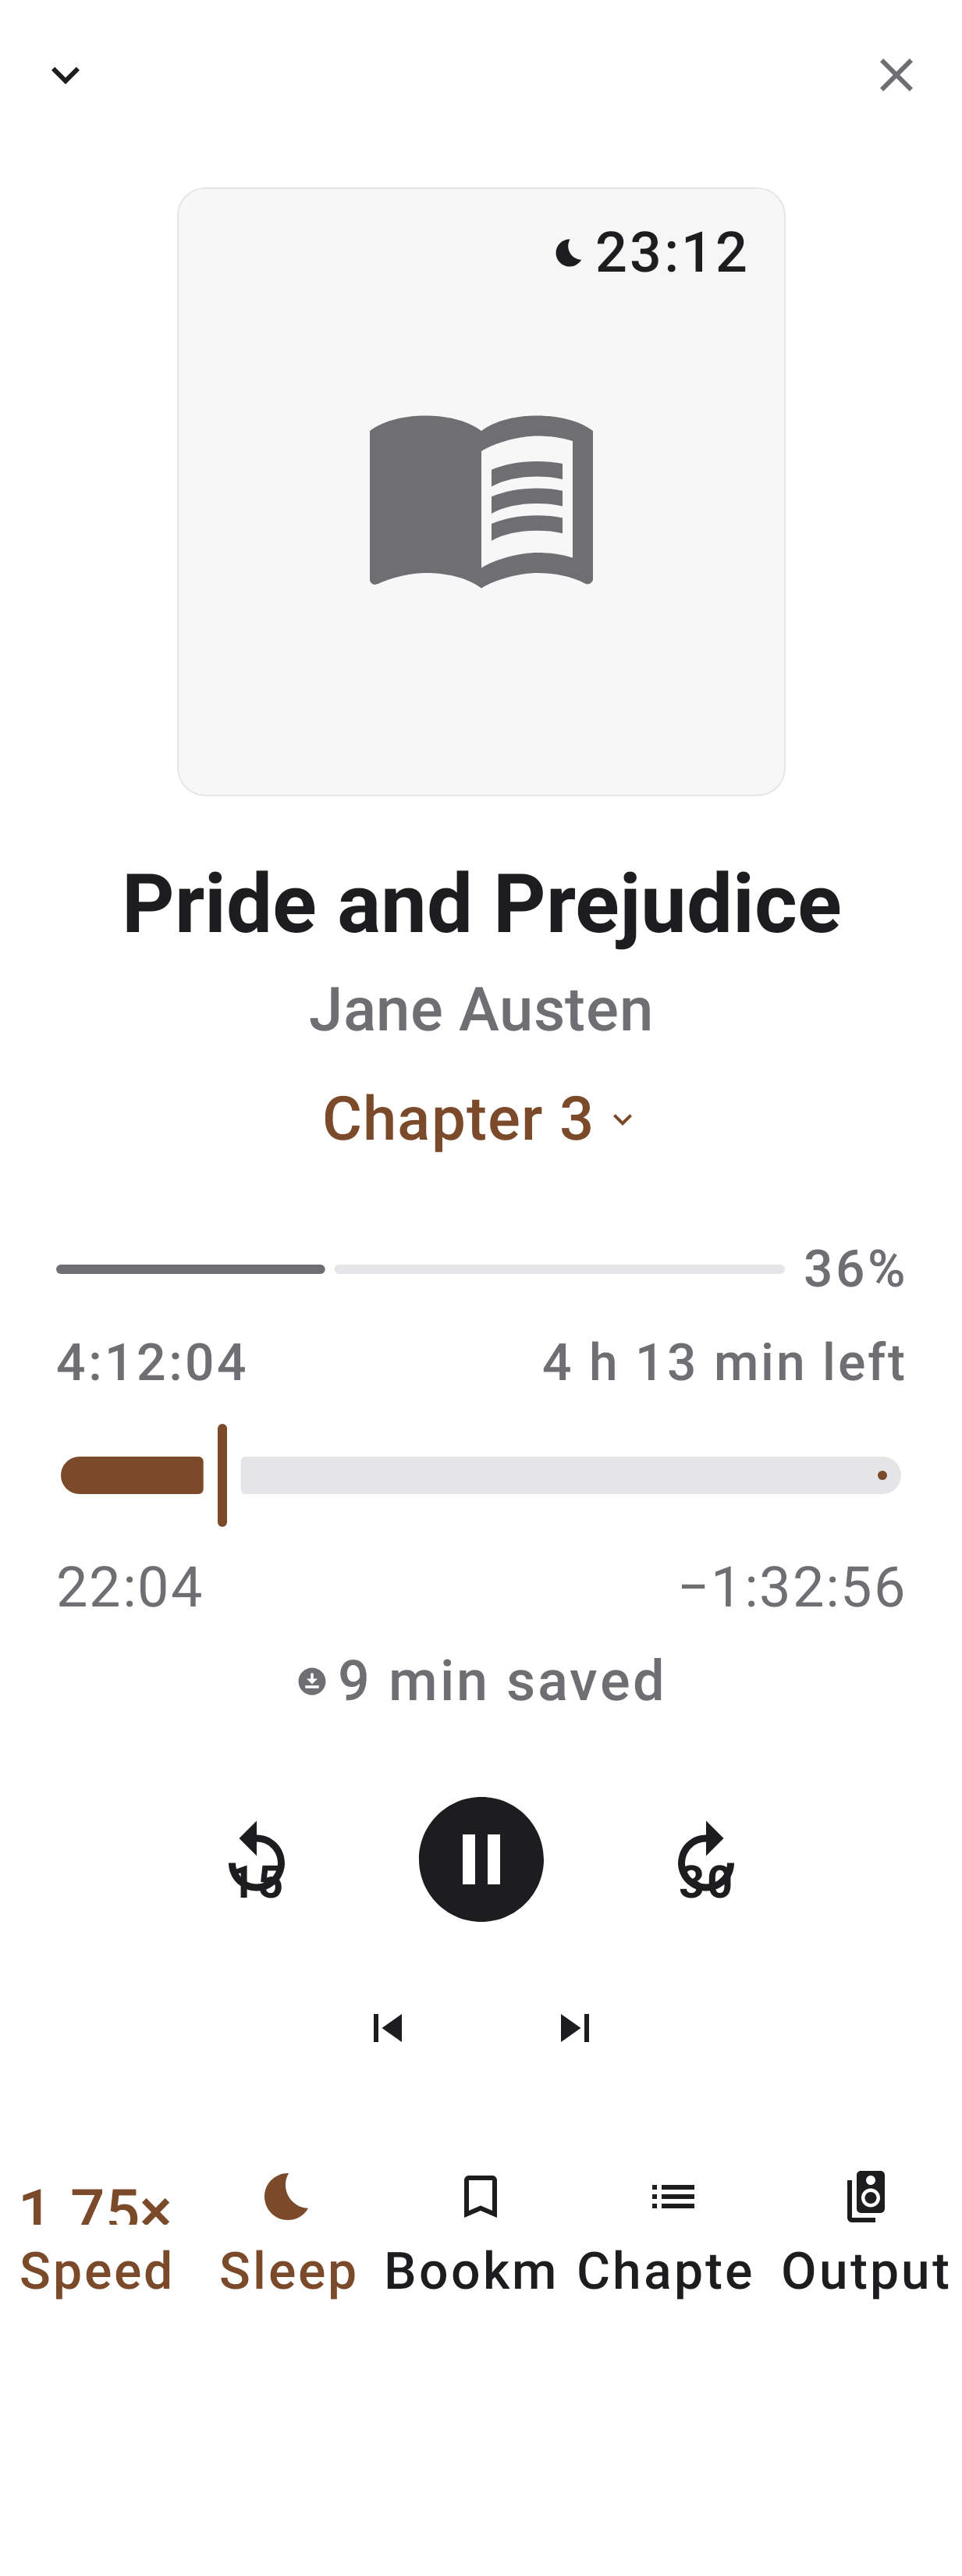 23:12
Pride and Prejudice
Jane Austen
Chapter 3
36%
4:12:04 4 h 13 min left
22:04 −1:32:56
9 min saved
15 30
1 75×
Speed Sleep Bookm Chapte Output